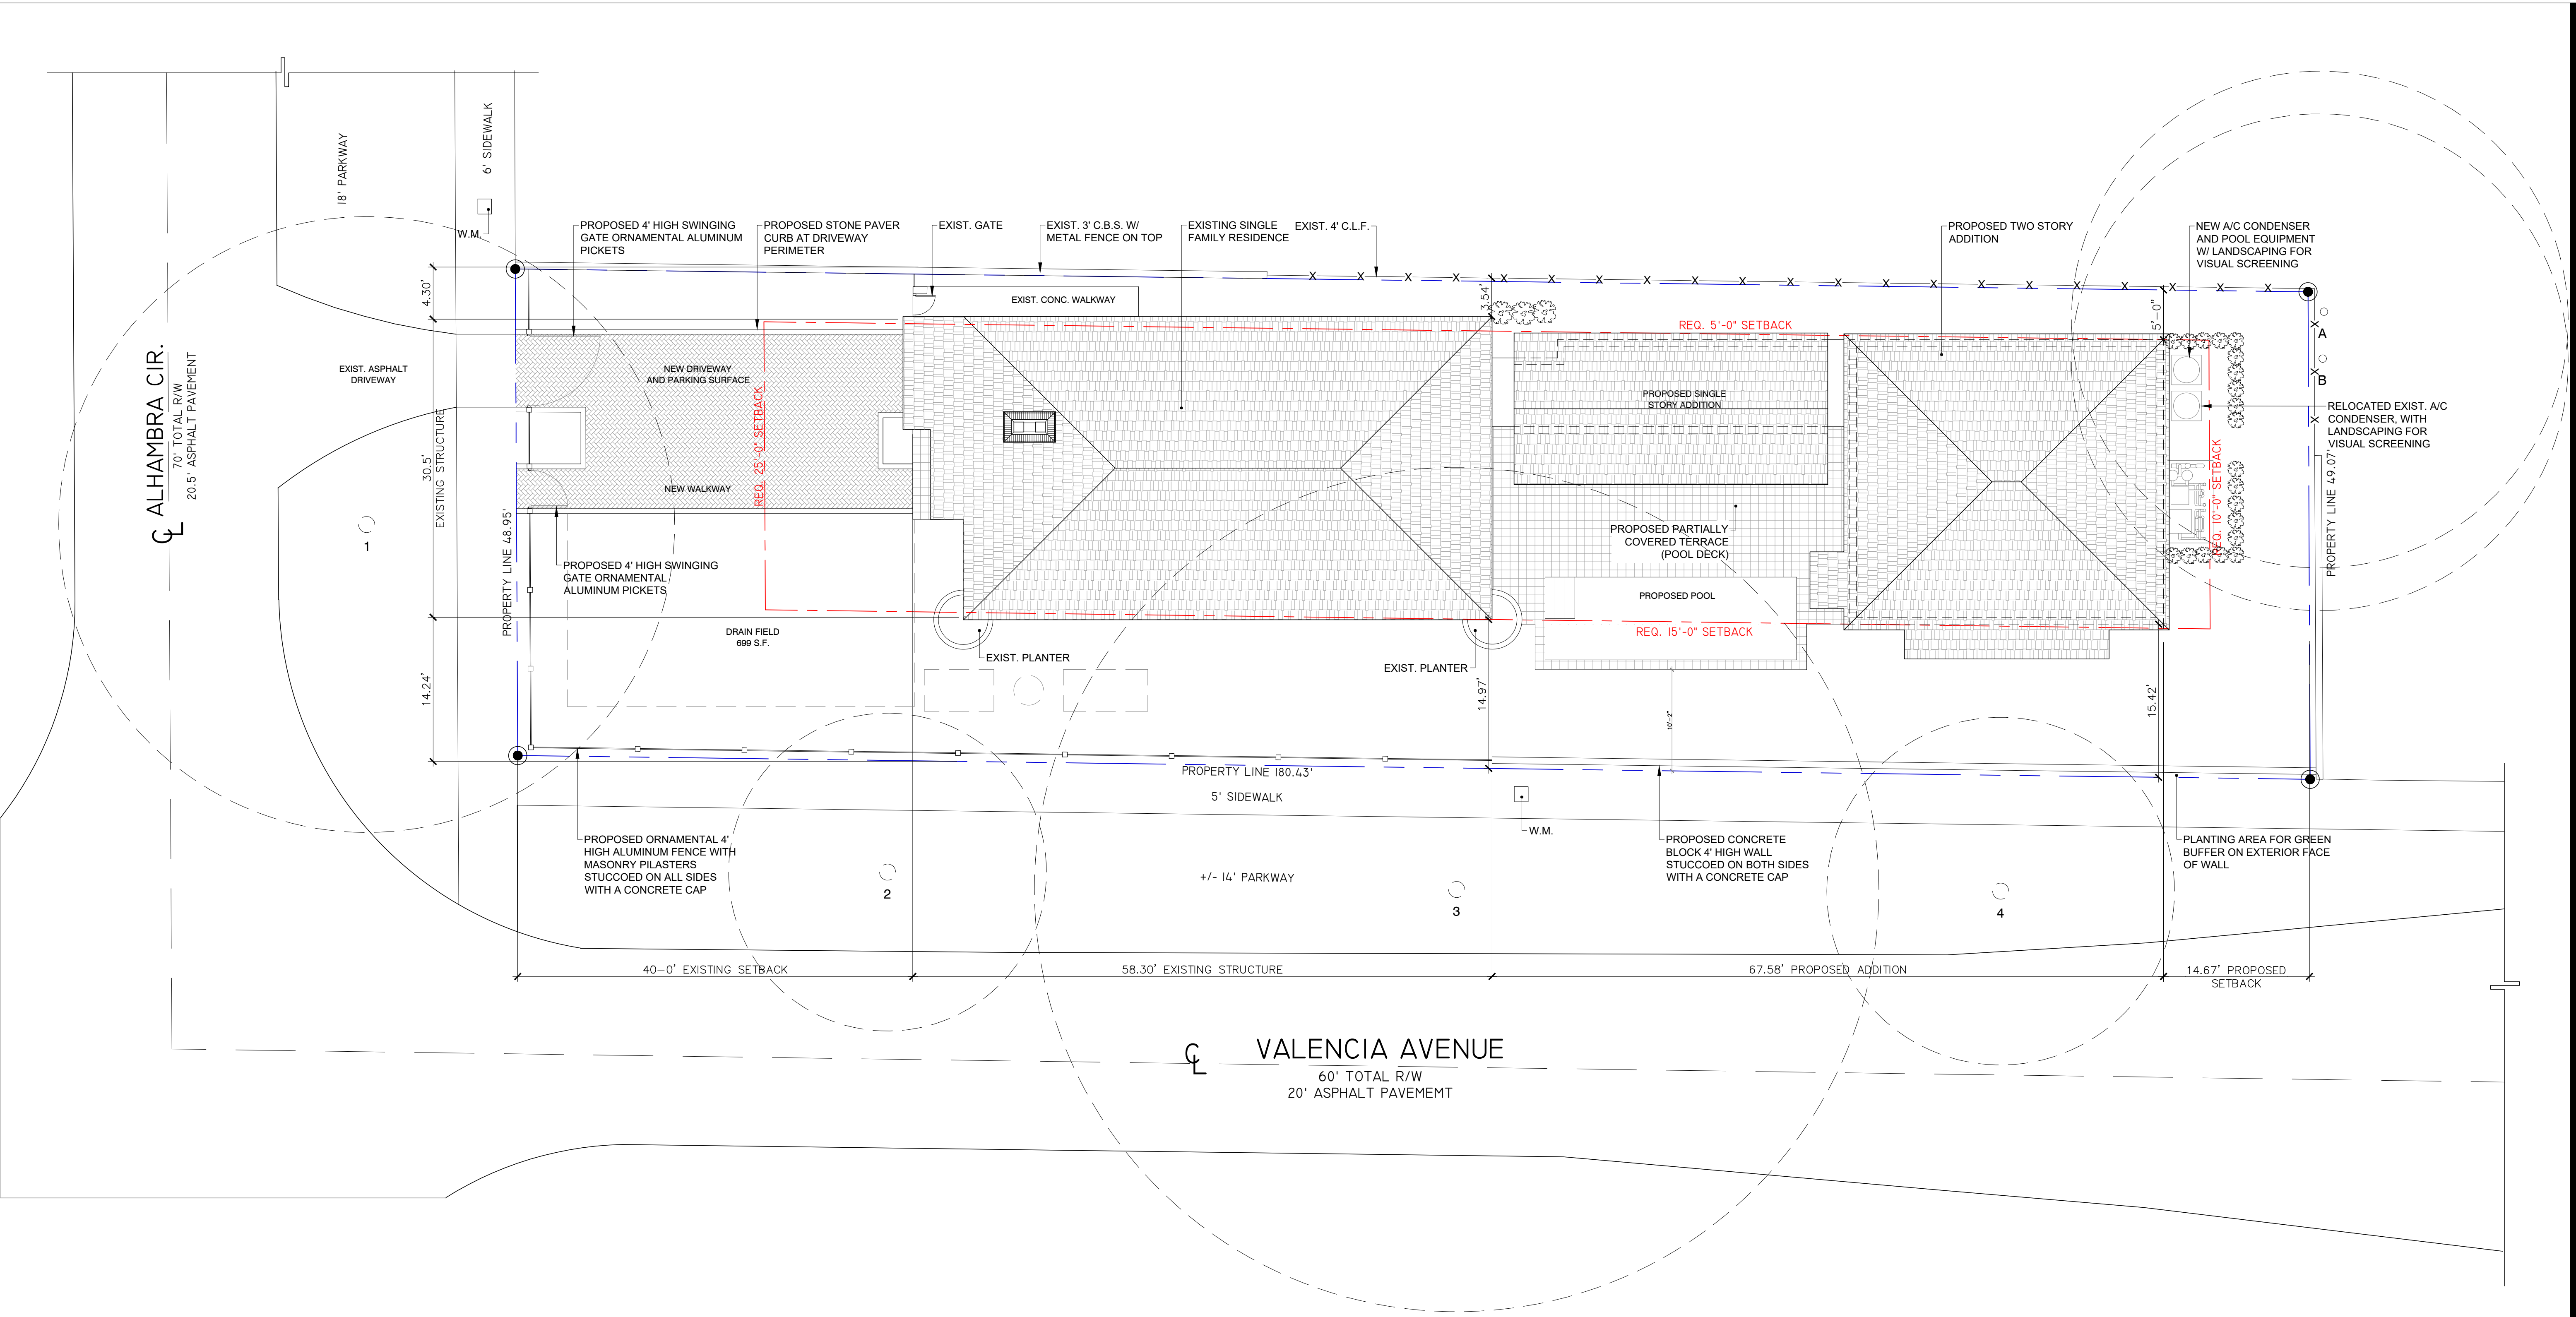 18' PARKWAY
6' SIDEWALK
W.M.
PROPOSED 4' HIGH SWINGING
GATE ORNAMENTAL ALUMINUM
PICKETS
PROPOSED STONE PAVER
CURB AT DRIVEWAY
PERIMETER
EXIST. GATE
EXIST. 3' C.B.S. W/
METAL FENCE ON TOP
EXISTING SINGLE
FAMILY RESIDENCE
EXIST. 4' C.L.F.
PROPOSED TWO STORY
ADDITION
NEW A/C CONDENSER
AND POOL EQUIPMENT
W/ LANDSCAPING FOR
VISUAL SCREENING
4.30'
EXIST. CONC. WALKWAY
3.54'
5'-0"
REQ. 5'-0" SETBACK
A
B
CL ALHAMBRA CIR.
70' TOTAL R/W
20.5' ASPHALT PAVEMENT
EXIST. ASPHALT
DRIVEWAY
NEW DRIVEWAY
AND PARKING SURFACE
REQ. 25'-0" SETBACK
PROPOSED SINGLE
STORY ADDITION
RELOCATED EXIST. A/C
CONDENSER, WITH
LANDSCAPING FOR
VISUAL SCREENING
REQ. 10'-0" SETBACK
PROPERTY LINE 49.07'
30.5'
EXISTING STRUCTURE
NEW WALKWAY
1
PROPERTY LINE 48.95'
PROPOSED 4' HIGH SWINGING
GATE ORNAMENTAL
ALUMINUM PICKETS
PROPOSED PARTIALLY
COVERED TERRACE
(POOL DECK)
PROPOSED POOL
DRAIN FIELD
699 S.F.
REQ. 15'-0" SETBACK
EXIST. PLANTER
EXIST. PLANTER
14.24'
14.97'
10'-2"
15.42'
PROPERTY LINE 180.43'
5' SIDEWALK
W.M.
PROPOSED ORNAMENTAL 4'
HIGH ALUMINUM FENCE WITH
MASONRY PILASTERS
STUCCOED ON ALL SIDES
WITH A CONCRETE CAP
2
+/- 14' PARKWAY
3
PROPOSED CONCRETE
BLOCK 4' HIGH WALL
STUCCOED ON BOTH SIDES
WITH A CONCRETE CAP
4
PLANTING AREA FOR GREEN
BUFFER ON EXTERIOR FACE
OF WALL
40-0' EXISTING SETBACK
58.30' EXISTING STRUCTURE
67.58' PROPOSED ADDITION
14.67' PROPOSED
SETBACK
CL VALENCIA AVENUE
60' TOTAL R/W
20' ASPHALT PAVEMEMT